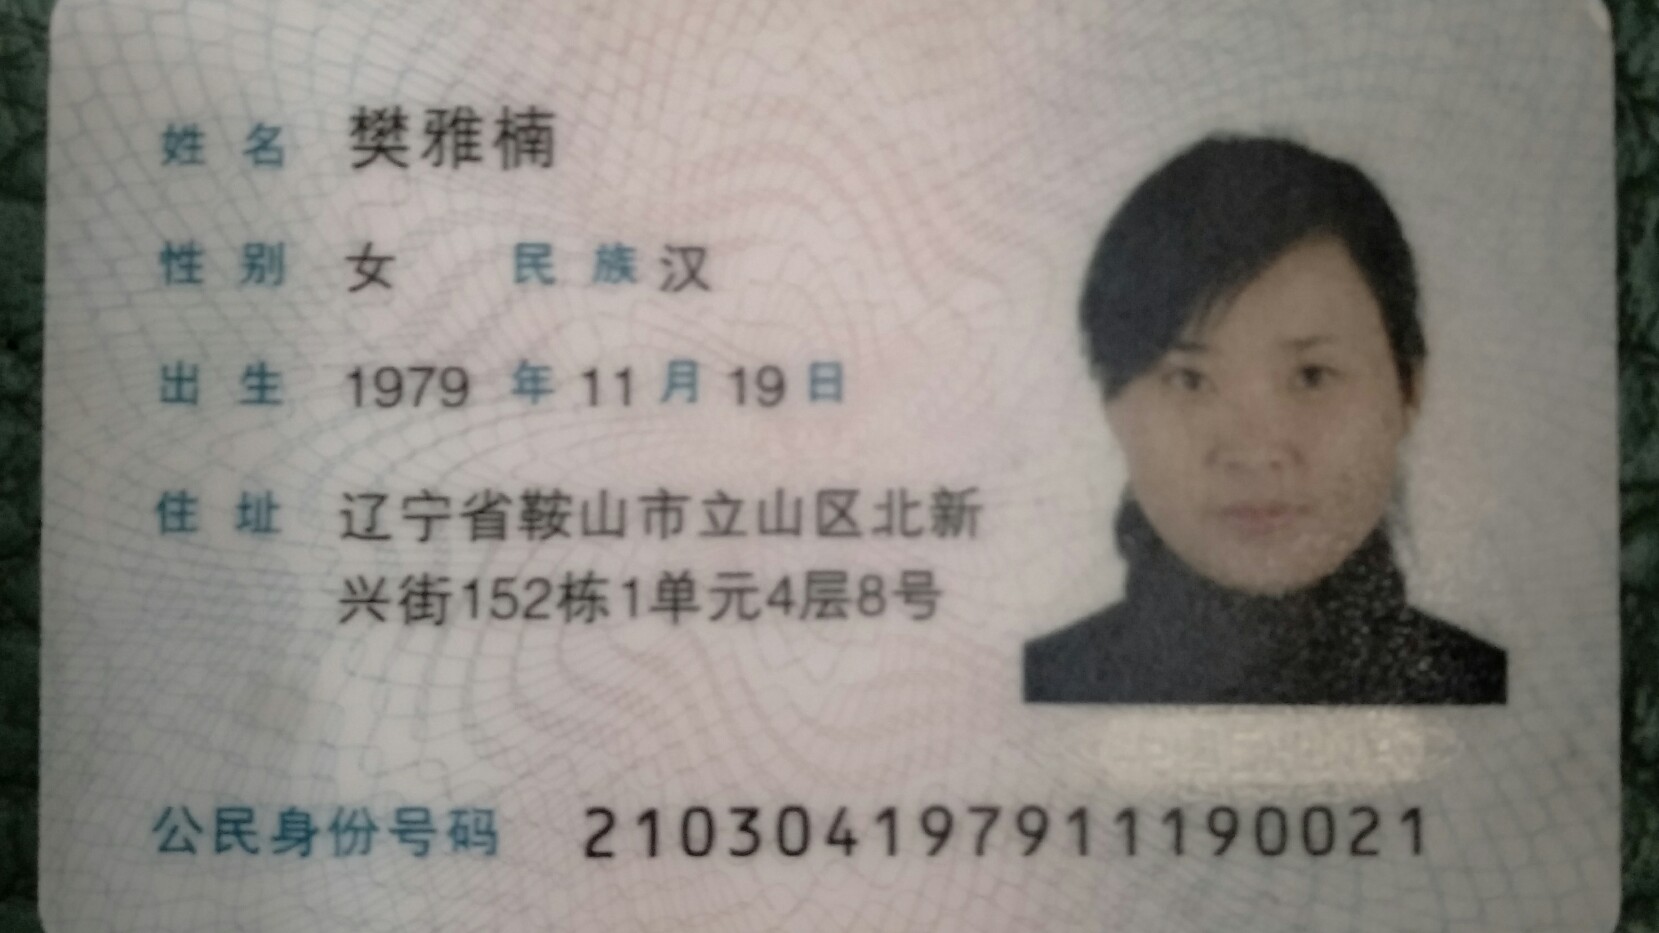 姓名 樊雅楠
性别 女 民族 汉
出生 1979 年 11 月 19 日
住址 辽宁省鞍山市立山区北新
兴街152栋1单元4层8号
公民身份号码 210304197911190021